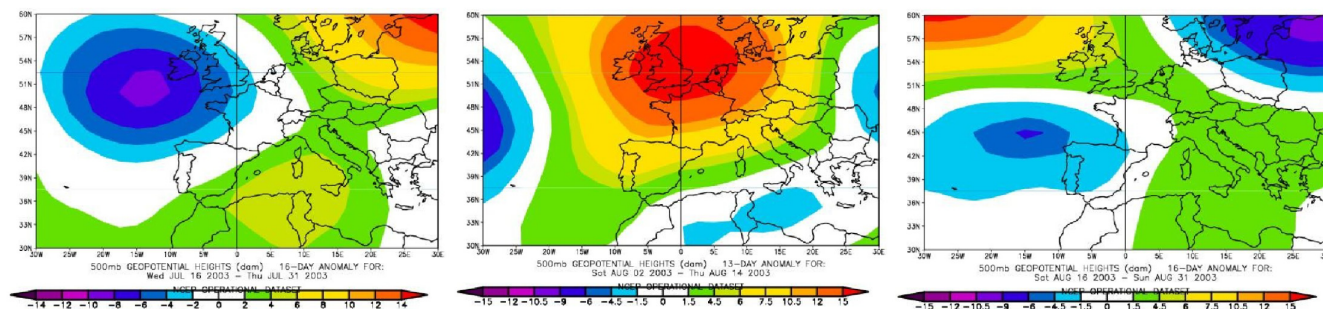 60N
57N
54N
51N
48N
45N
42N
39N
36N
33N
30N
30W 25W 20W 15W 10W 5W 0 5E 10E 15E 20E 25E 30E
500mb GEOPOTENTIAL HEIGHTS (dam) 16-DAY ANOMALY FOR:
Wed JUL 16 2003 - Thu JUL 31 2003
NCEP OPERATIONAL DATASET
-14 -12 -10 -8 -6 -4 -2 0 2 4 6 8 10 12 14
60N
57N
54N
51N
48N
45N
42N
39N
36N
33N
30N
30W 25W 20W 15W 10W 5W 0 5E 10E 15E 20E 25E 30E
500mb GEOPOTENTIAL HEIGHTS (dam) 13-DAY ANOMALY FOR:
Sat AUG 02 2003 - Thu AUG 14 2003
NCEP OPERATIONAL DATASET
-15 -12 -10.5 -9 -6 -4.5 -1.5 1.5 4.5 6 7.5 10.5 12 15
60N
57N
54N
51N
48N
45N
42N
39N
36N
33N
30N
30W 25W 20W 15W 10W 5W 0 5E 10E 15E 20E 25E 30E
500mb GEOPOTENTIAL HEIGHTS (dam) 16-DAY ANOMALY FOR:
Sat AUG 16 2003 - Sun AUG 31 2003
NCEP OPERATIONAL DATASET
-15 -12 -10.5 -9 -6 -4.5 -1.5 1.5 4.5 6 7.5 10.5 12 15